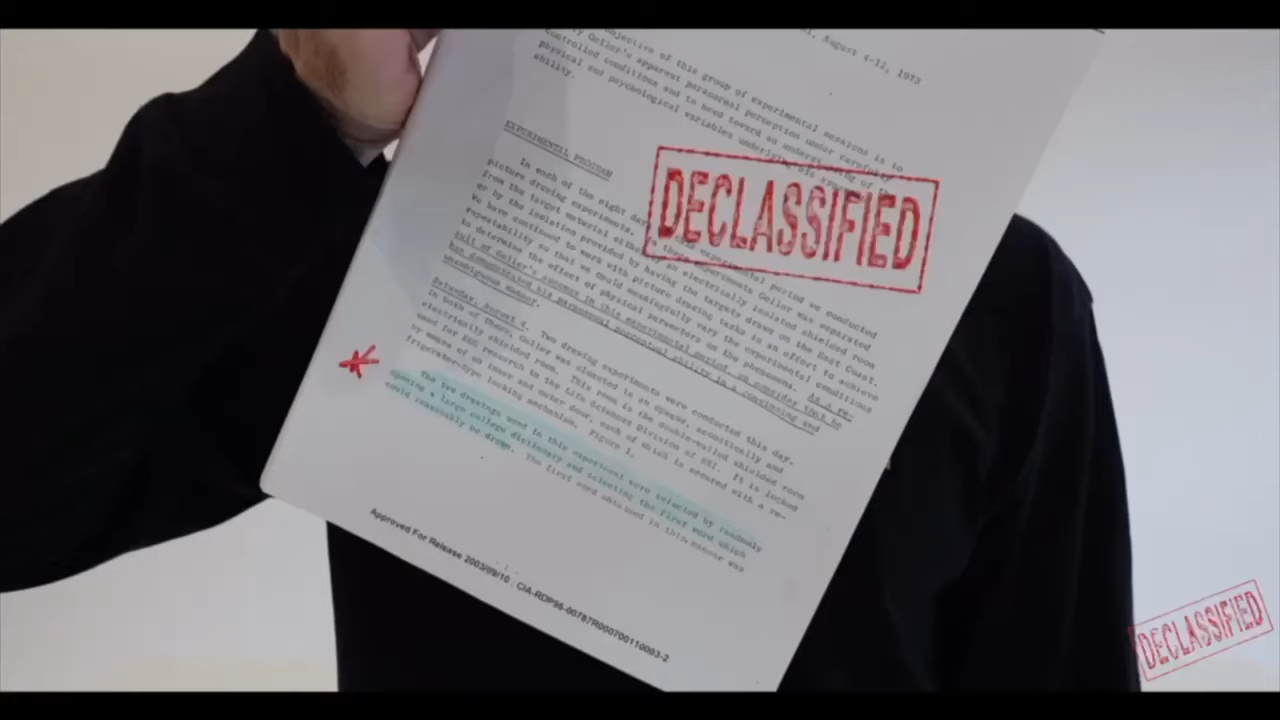 August 4-11, 1973
objective of this group of experimental sessions is to
Geller's apparent paranormal perception under carefully
controlled conditions and to head toward an understanding of the
physical and psychological variables underlying his
ability.
EXPERIMENTAL PROGRAM
In each of the eight days experimental period we conducted
picture drawing experiments. In these experiments Geller was separated
from the target material either by an electrically isolated shielded room
or by the isolation provided by having the targets drawn on the East Coast.
We have continued to work with picture drawing tasks in an effort to achieve
repeatability so that we could meaningfully vary the experimental conditions
to determine the effect of physical parameters on the phenomena. As a re-
sult of Geller's success in this experimental period, we consider that he
has demonstrated his paranormal perceptual ability in a convincing and
unambiguous manner.
Saturday, August 4. Two drawing experiments were conducted this day.
In both of these, Geller was closeted in an opaque, acoustically and
electrically shielded room. This room is the double-walled shielded room
used for EEG research in the Life Sciences Division of SRI. It is locked
by means of an inner and outer door, each of which is secured with a re-
frigerator-type locking mechanism. Figure 1.
The two drawings used in this experiment were selected by randomly
opening a large college dictionary and selecting the first word which
could reasonably be drawn. The first word obtained in this manner was
Approved For Release 2003/09/10 : CIA-RDP96-00787R000700110003-2
DECLASSIFIED
DECLASSIFIED